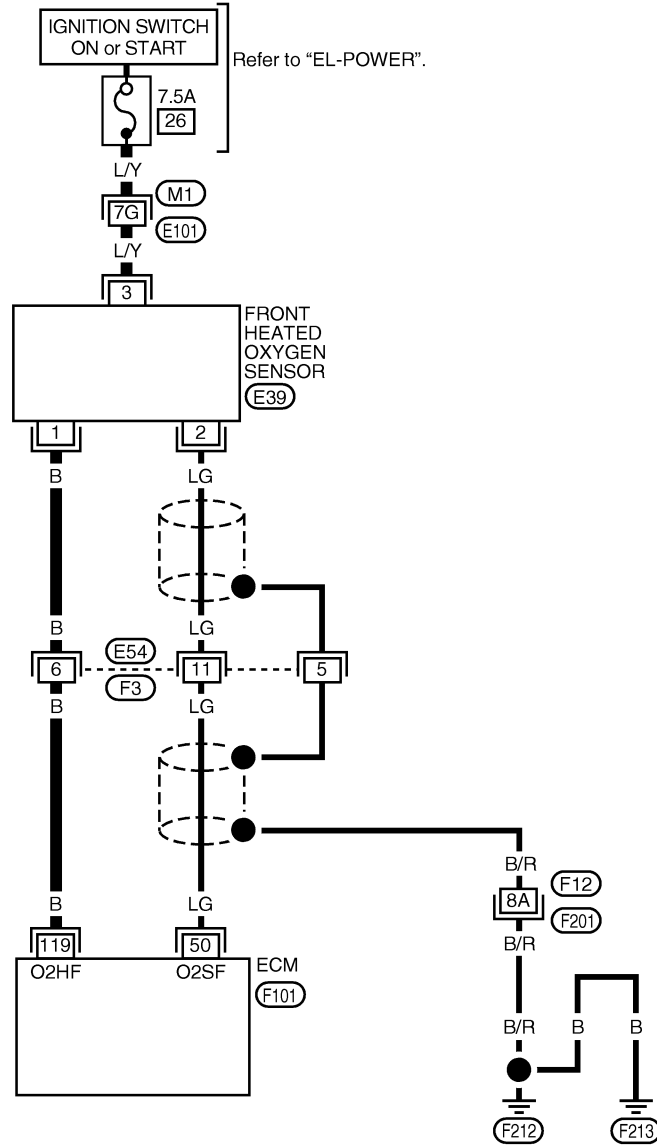 IGNITION SWITCH
ON or START
Refer to “EL-POWER”.
7.5A
26
L/Y
M1
7G
E101
L/Y
3
FRONT
HEATED
OXYGEN
SENSOR
E39
1
2
B
LG
B
LG
E54
6
11
5
F3
B
LG
B/R
F12
8A
F201
B
LG
B/R
119
50
O2HF
O2SF
ECM
F101
B/R
B
B
F212
F213